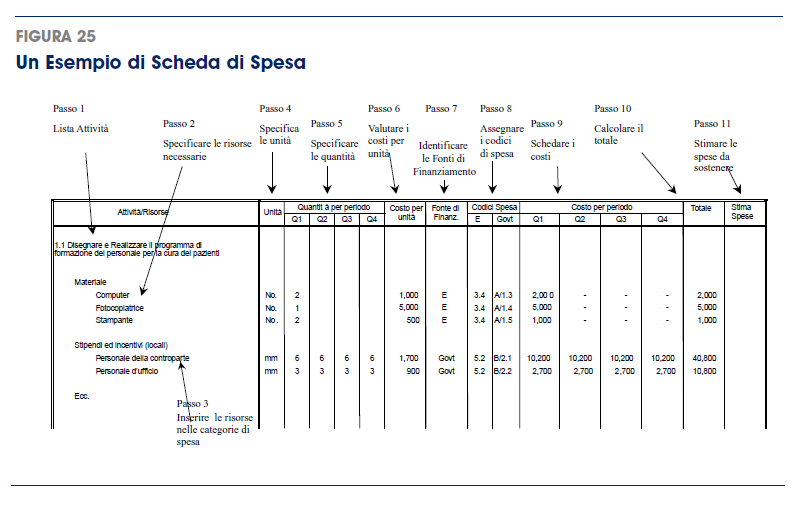 FIGURA 25
Un Esempio di Scheda di Spesa
Passo 1
Lista Attività
Passo 2
Specificare le risorse
necessarie
Passo 4
Specifica
le unità
Passo 5
Specificare
le quantità
Passo 6
Valutare i
costi per
unità
Passo 7
Identificare
le Fonti di
Finanziamento
Passo 8
Assegnare
i codici
di spesa
Passo 9
Schedare i
costi
Passo 10
Calcolare il
totale
Passo 11
Stimare le
spese da
sostenere
Attività/Risorse Unità Quantit à per periodo Costo per unità Fonte di Finanz. Codici Spesa Costo per periodo Totale Stima Spese
Q1 Q2 Q3 Q4 E Govt Q1 Q2 Q3 Q4
1.1 Disegnare e Realizzare il programma di
formazione del personale per la cura dei pazienti
Materiale
Computer No. 2 1,000 E 3.4 A/1.3 2,00 0 - - - 2,000
Fotocopiatrice No. 1 5,000 E 3.4 A/1.4 5,000 - - - 5,000
Stampante No. 2 500 E 3.4 A/1.5 1,000 - - - 1,000
Stipendi ed Incentivi (locali)
Personale della controparte mm 6 6 6 6 1,700 Govt 5.2 B/2.1 10,200 10,200 10,200 10,200 40,800
Personale d'ufficio mm 3 3 3 3 900 Govt 5.2 B/2.2 2,700 2,700 2,700 2,700 10,800
Ecc.
Passo 3
Inserire le risorse
nelle categorie di
spesa